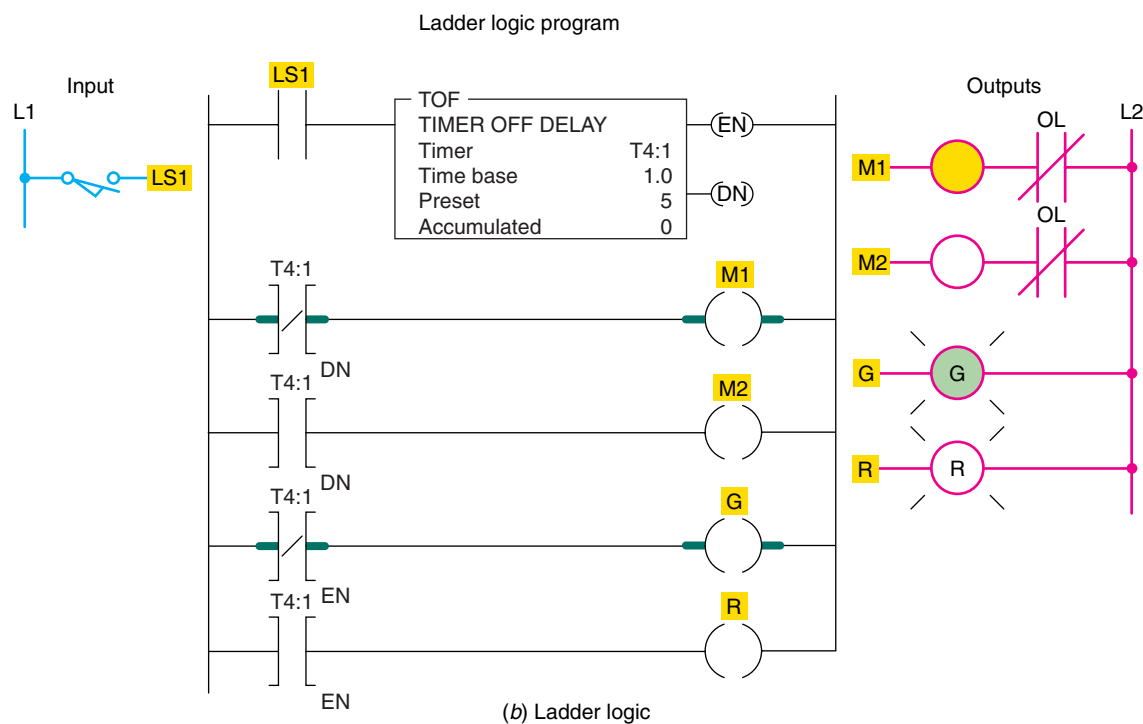 Ladder logic program
Input
L1
LS1
LS1
TOF
TIMER OFF DELAY
Timer T4:1
Time base 1.0
Preset 5
Accumulated 0
EN
DN
T4:1
DN
M1
T4:1
DN
M2
T4:1
EN
G
T4:1
EN
R
Outputs
L2
M1
OL
M2
OL
G
G
R
R
(b) Ladder logic